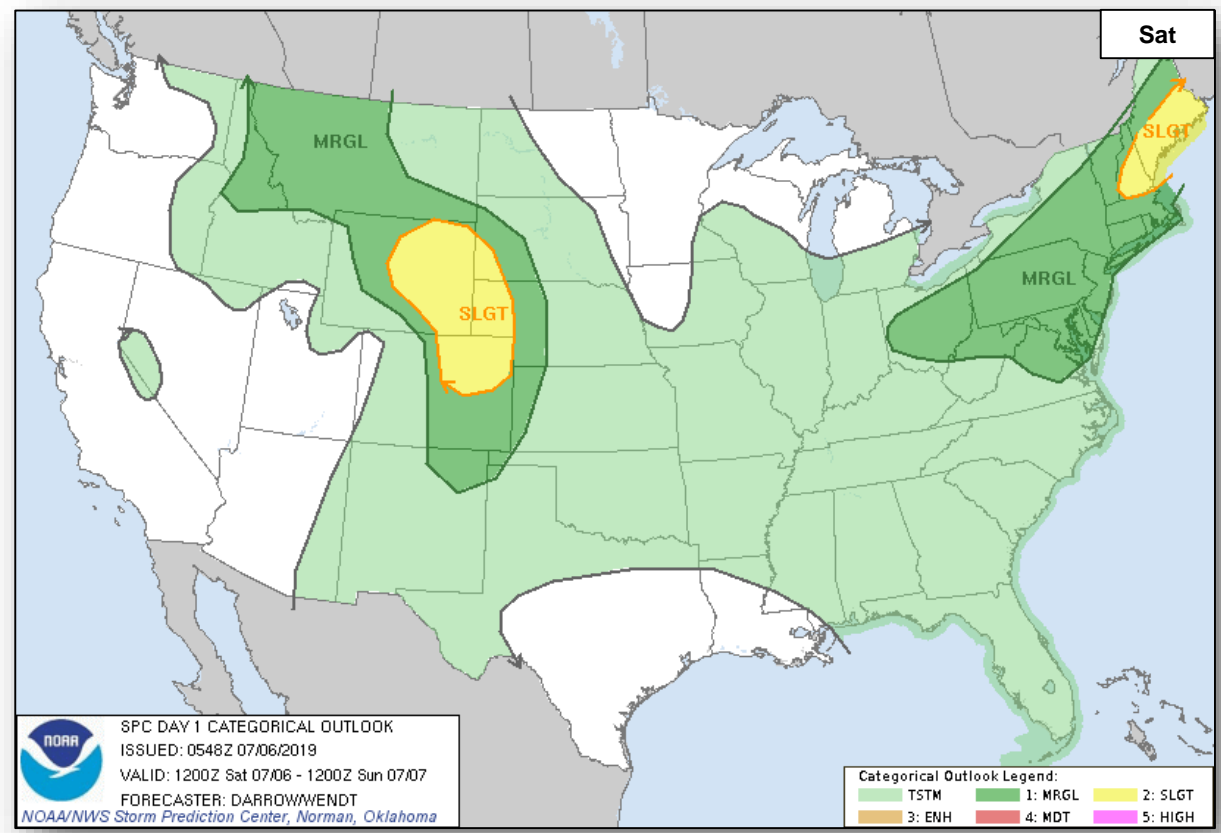 Sat
MRGL
SLGT
SLGT
MRGL
NOAA
SPC DAY 1 CATEGORICAL OUTLOOK
ISSUED: 0548Z 07/06/2019
VALID: 1200Z Sat 07/06 - 1200Z Sun 07/07
FORECASTER: DARROW/WENDT
NOAA/NWS Storm Prediction Center, Norman, Oklahoma
Categorical Outlook Legend:
TSTM 1: MRGL 2: SLGT
3: ENH 4: MDT 5: HIGH